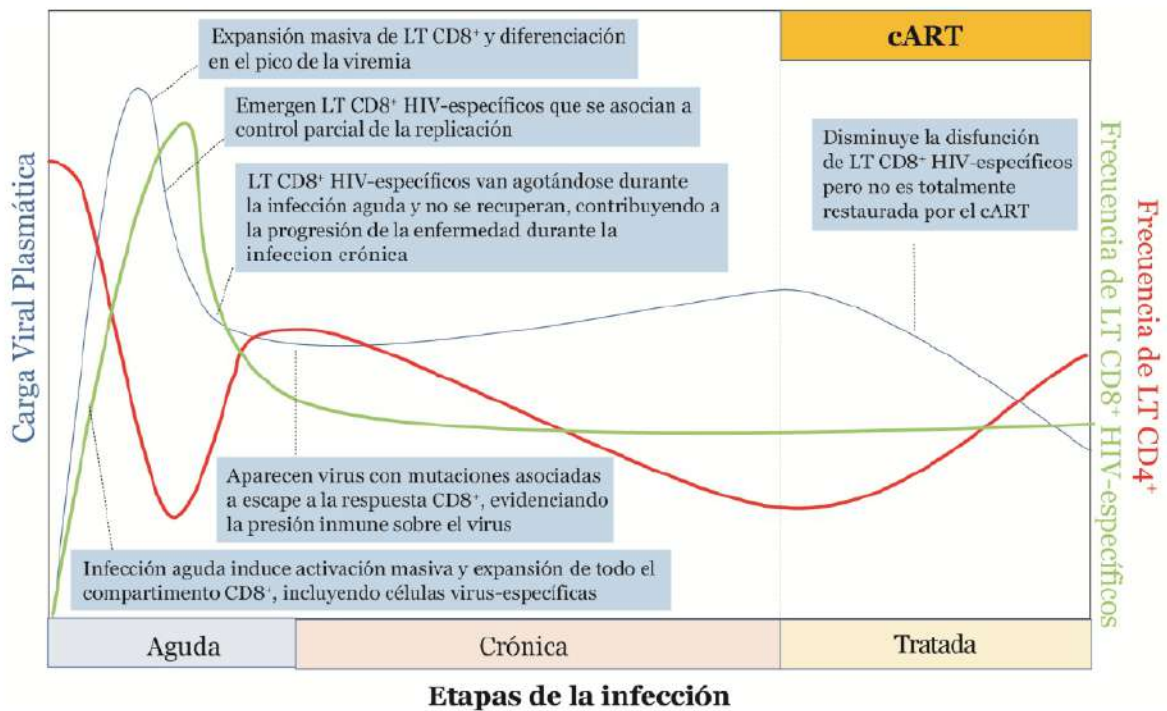 Expansión masiva de LT CD8⁺ y diferenciación
en el pico de la viremia
cART
Emergen LT CD8⁺ HIV-específicos que se asocian a
control parcial de la replicación
Disminuye la disfunción
de LT CD8⁺ HIV-específicos
pero no es totalmente
restaurada por el cART
LT CD8⁺ HIV-específicos van agotándose durante
la infección aguda y no se recuperan, contribuyendo a
la progresión de la enfermedad durante la
infeccion crónica
Carga Viral Plasmática
Frecuencia de LT CD8⁺ HIV-específicos
Frecuencia de LT CD4⁺
Aparecen virus con mutaciones asociadas
a escape a la respuesta CD8⁺, evidenciando
la presión inmune sobre el virus
Infección aguda induce activación masiva y expansión de todo el
compartimento CD8⁺, incluyendo células virus-específicas
Aguda
Crónica
Tratada
Etapas de la infección